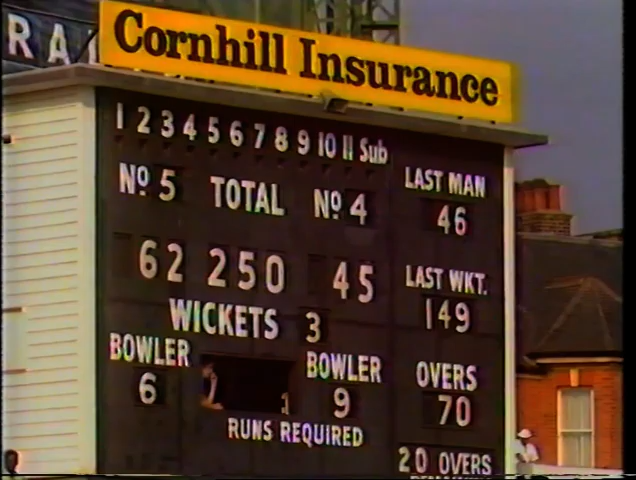 RA
Cornhill Insurance
1 2 3 4 5 6 7 8 9 10 11 Sub
Nº 5 TOTAL Nº 4 LAST MAN
46
62 250 45 LAST WKT.
149
WICKETS 3
BOWLER BOWLER OVERS
6 1 9 70
RUNS REQUIRED
20 OVERS